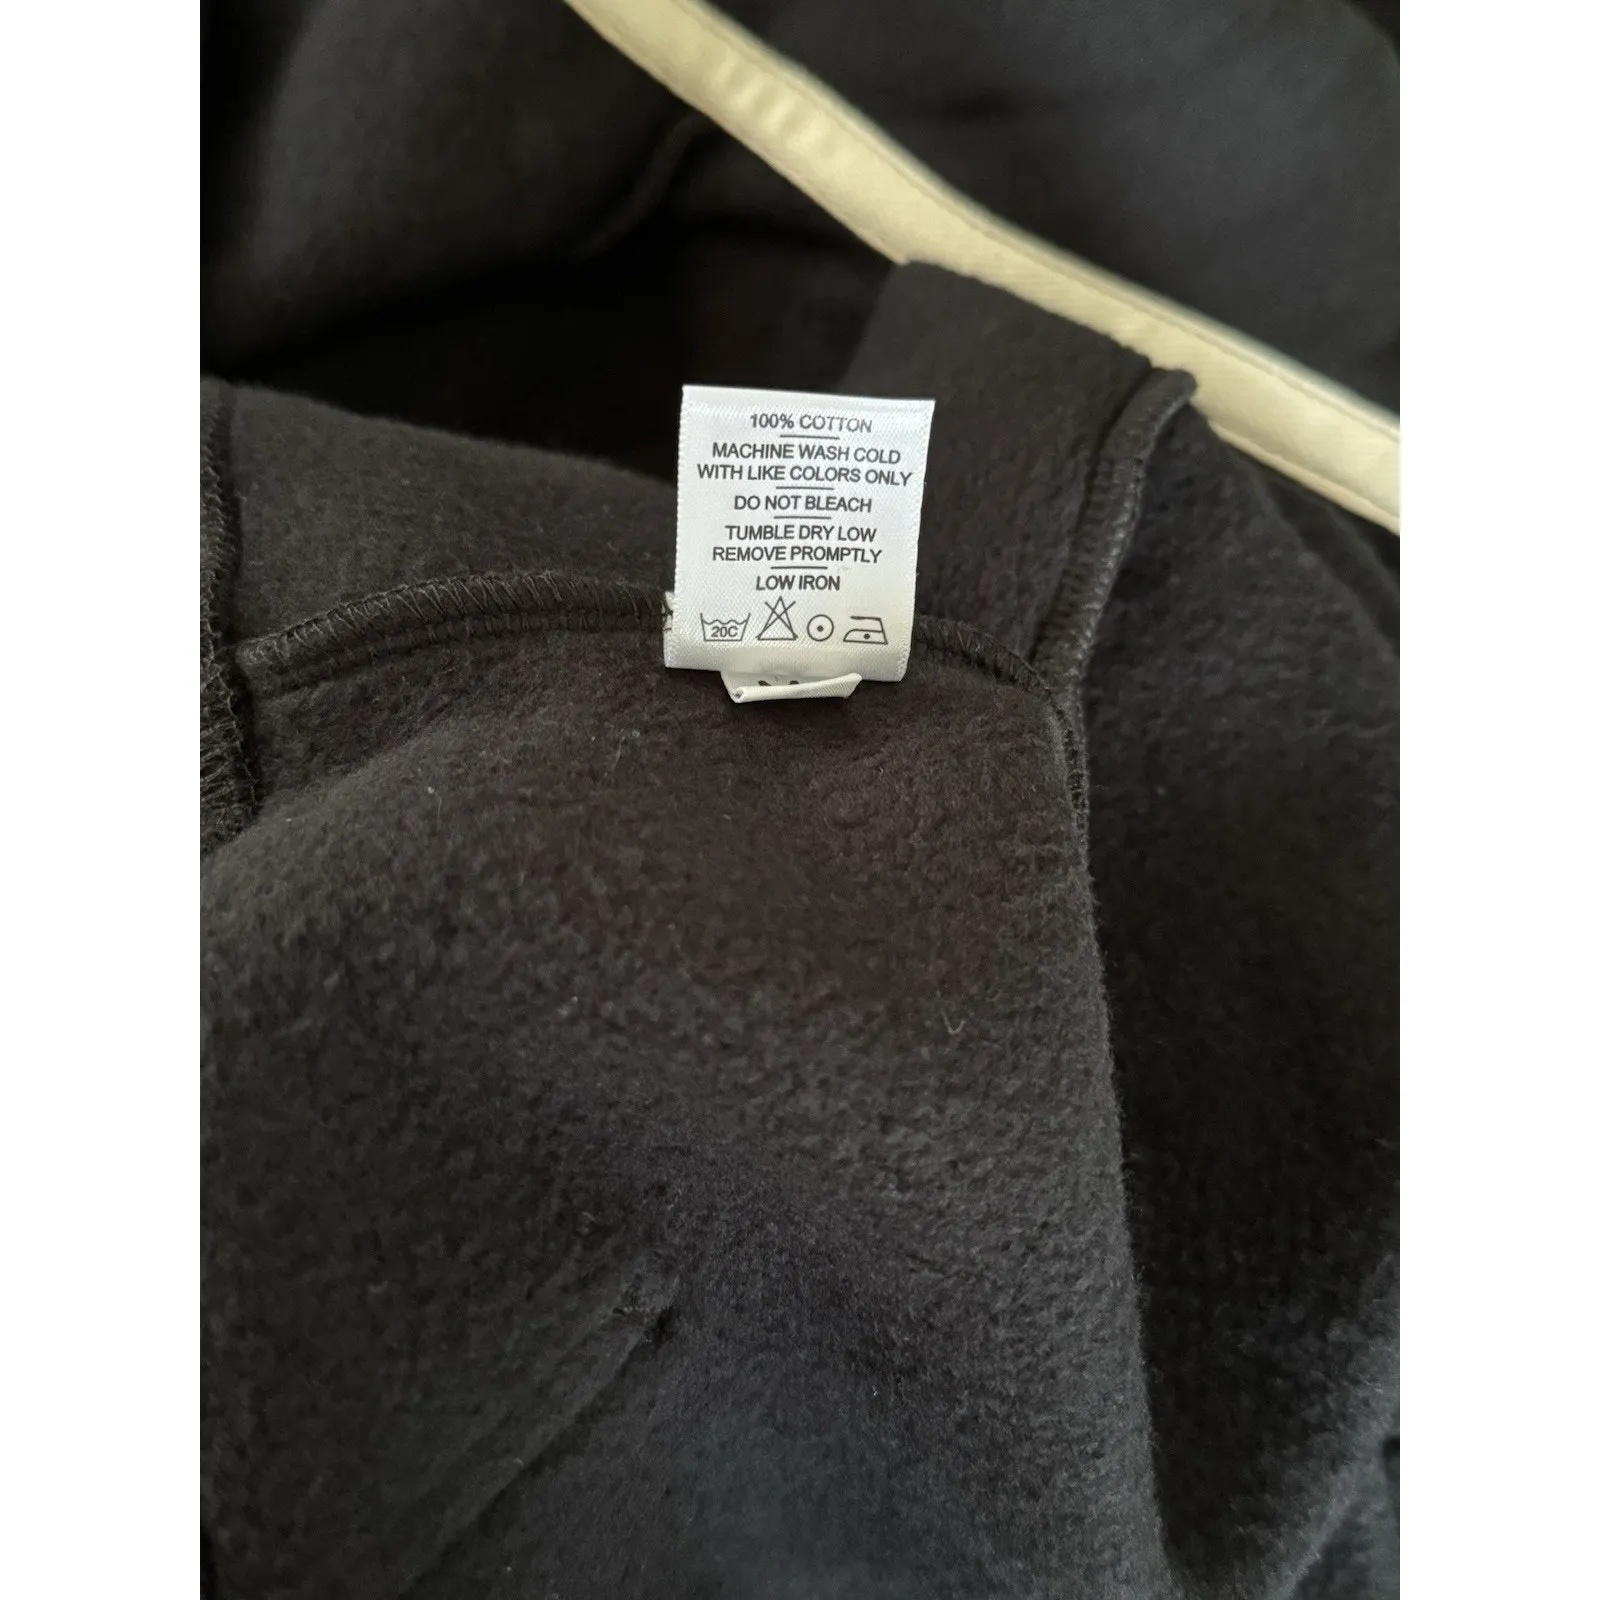 100% COTTON
MACHINE WASH COLD
WITH LIKE COLORS ONLY
DO NOT BLEACH
TUMBLE DRY LOW
REMOVE PROMPTLY
LOW IRON
20C